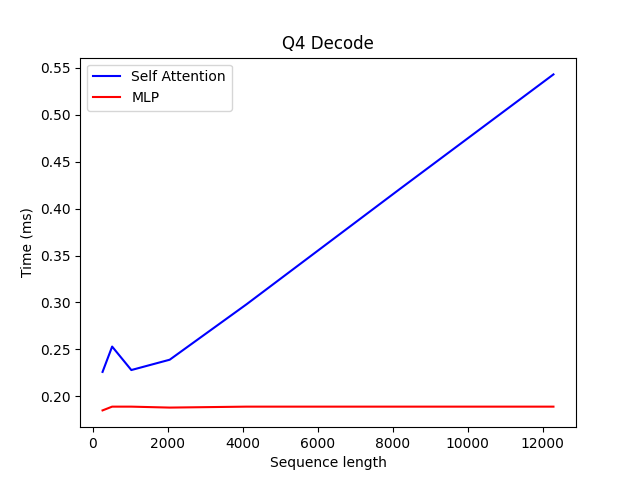 Q4 Decode
Self Attention
MLP
0.55
0.50
0.45
0.40
0.35
0.30
0.25
0.20
Time (ms)
0 2000 4000 6000 8000 10000 12000
Sequence length